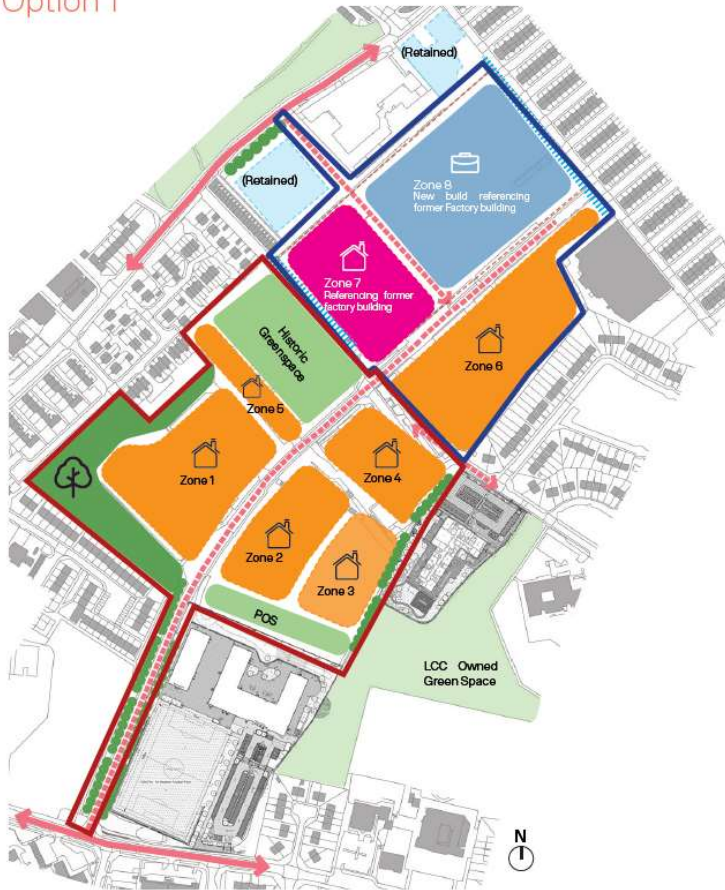 Option 1
(Retained)
Zone 8
New build referencing
former Factory building
(Retained)
Zone 7
Referencing former
factory building
Historic
Greenspace
Zone 6
Zone 5
Zone 1
Zone 4
Zone 2
Zone 3
POS
LCC Owned
Green Space
N